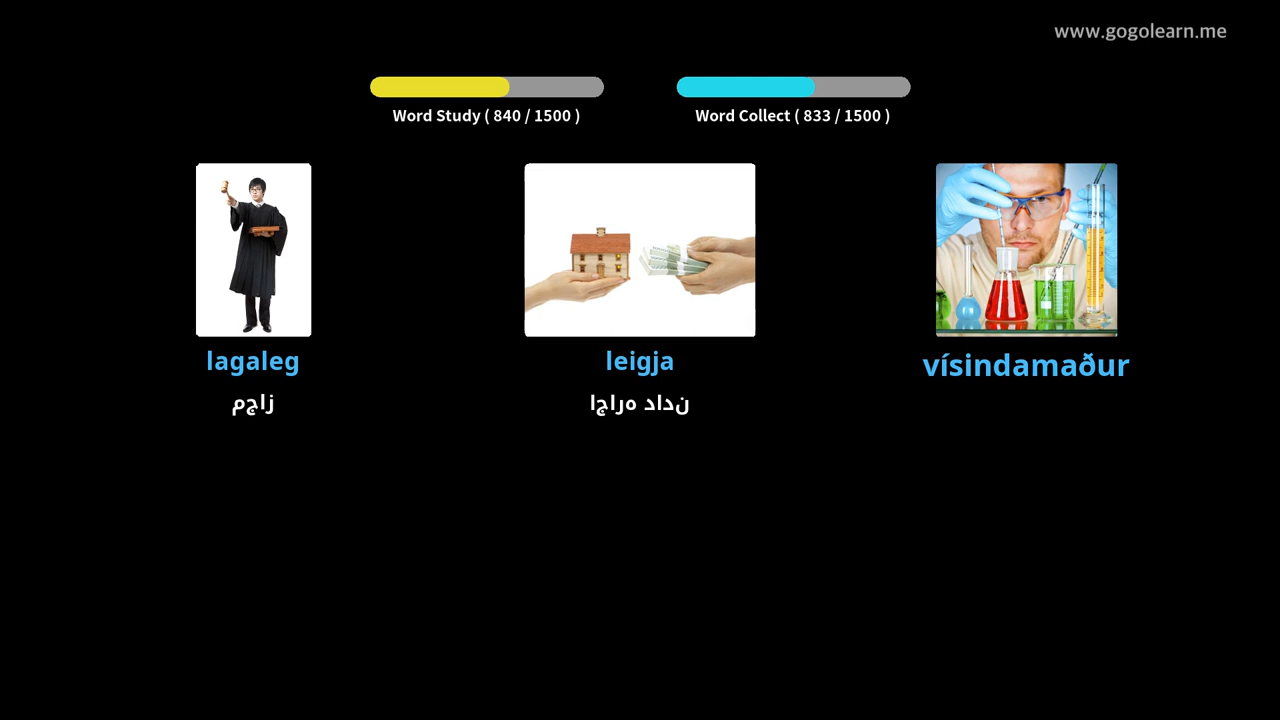 www.gogolearn.me
Word Study ( 840 / 1500 )
Word Collect ( 833 / 1500 )
lagaleg
leigja
vísindamaður
مجاز
اجاره دادن